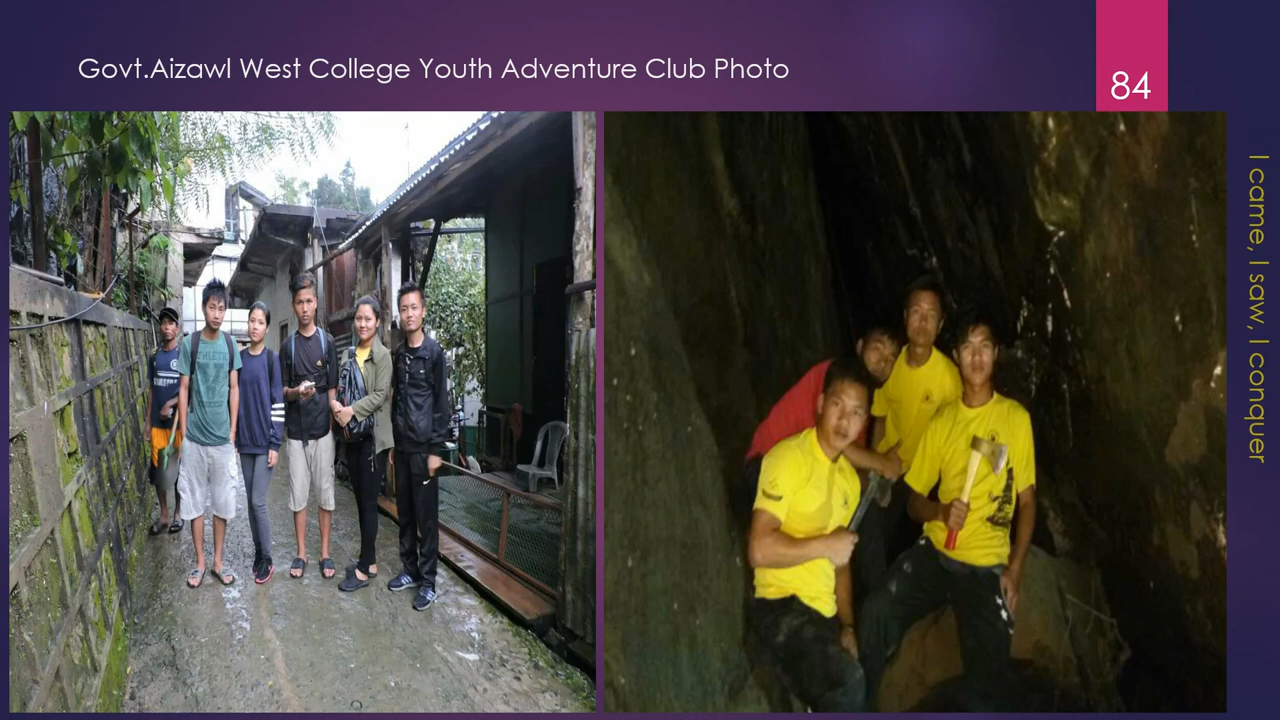 Govt.Aizawl West College Youth Adventure Club Photo
84
I came, I saw, I conquer